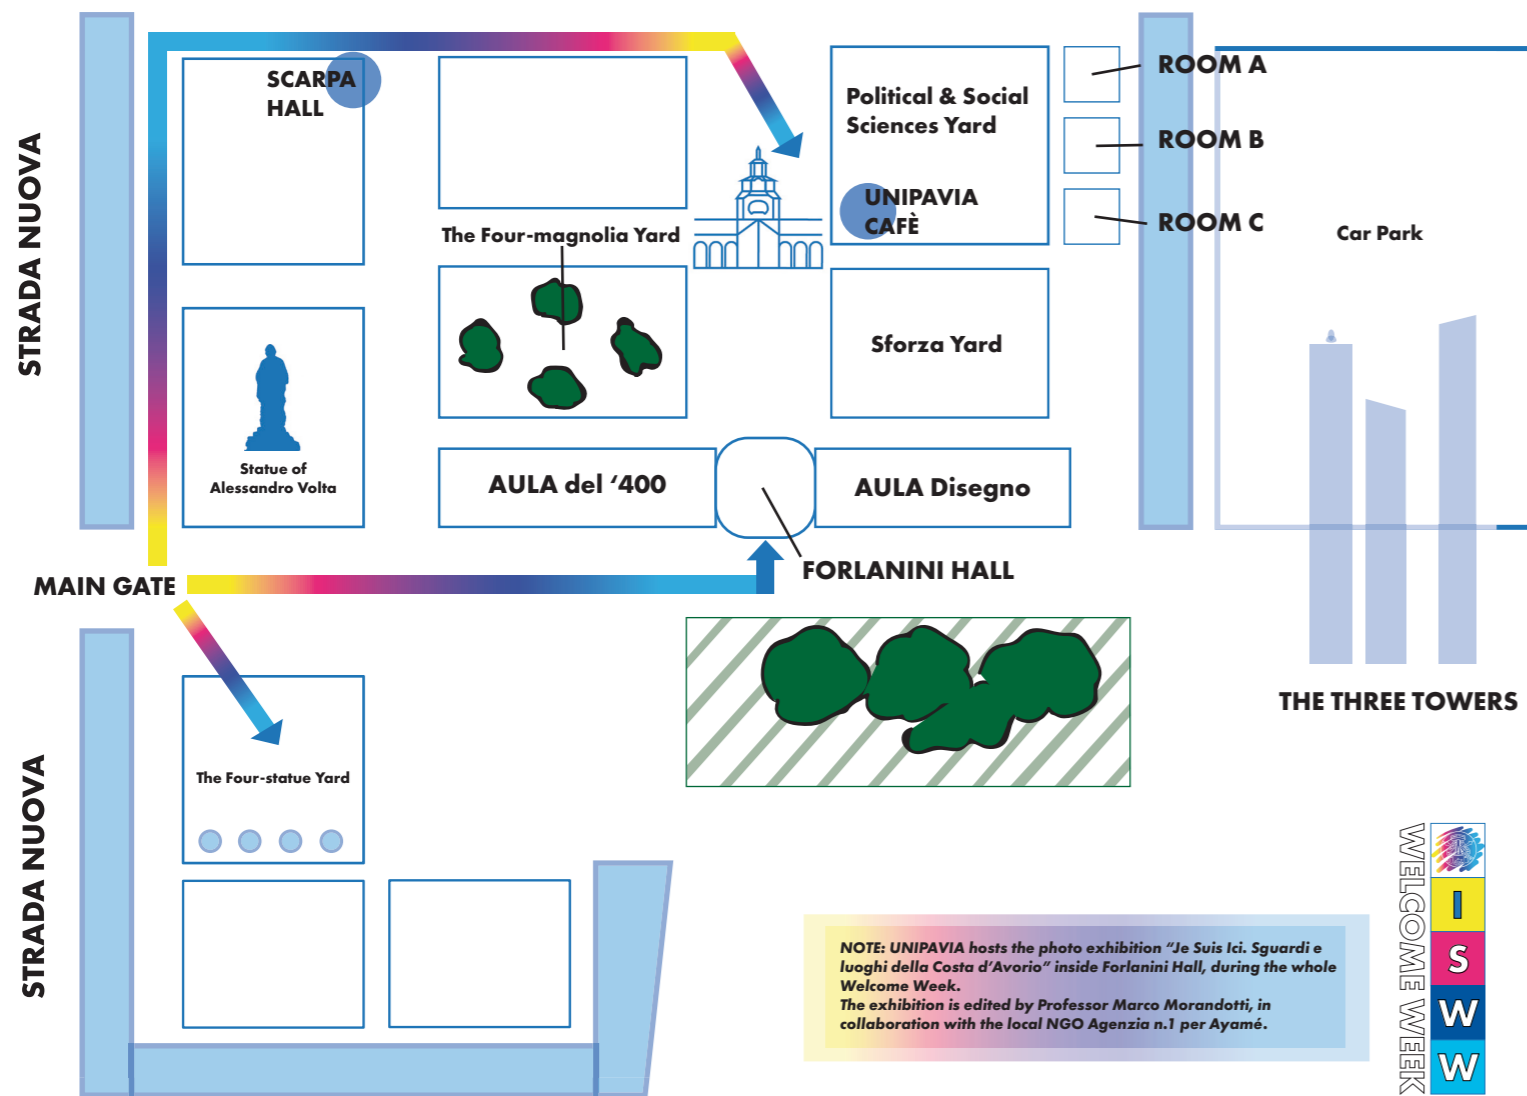 STRADA NUOVA
SCARPA
HALL
Political & Social
Sciences Yard
UNIPAVIA
CAFÈ
ROOM A
ROOM B
ROOM C
Car Park
The Four-magnolia Yard
Sforza Yard
Statue of
Alessandro Volta
AULA del ‘400
AULA Disegno
FORLANINI HALL
MAIN GATE
THE THREE TOWERS
STRADA NUOVA
The Four-statue Yard
NOTE: UNIPAVIA hosts the photo exhibition “Je Suis Ici. Sguardi e
luoghi della Costa d’Avorio” inside Forlanini Hall, during the whole
Welcome Week.
The exhibition is edited by Professor Marco Morandotti, in
collaboration with the local NGO Agenzia n.1 per Ayamé.
WELCOME WEEK
I
S
W
W